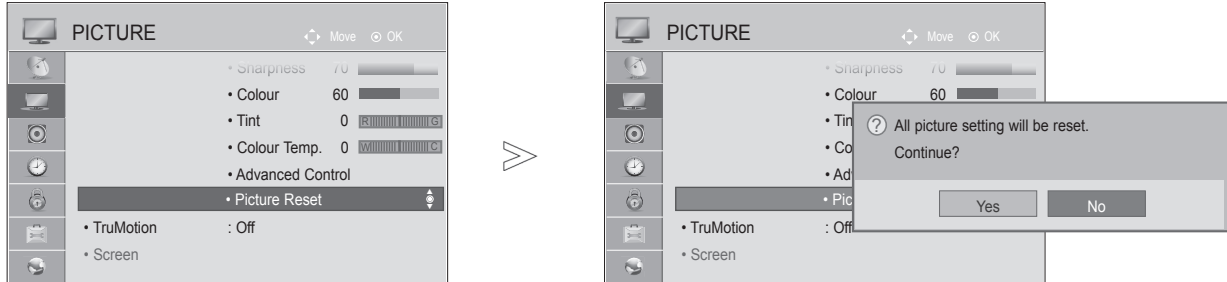 PICTURE
Move OK
• Sharpness 70
• Colour 60
• Tint 0 R G
• Colour Temp. 0 W C
• Advanced Control
• Picture Reset
• TruMotion : Off
• Screen
PICTURE
Move OK
• Sharpness 70
• Colour 60
• Tin
• Co
• Ad
• Pic
• TruMotion : Off
• Screen
? All picture setting will be reset.
Continue?
Yes No